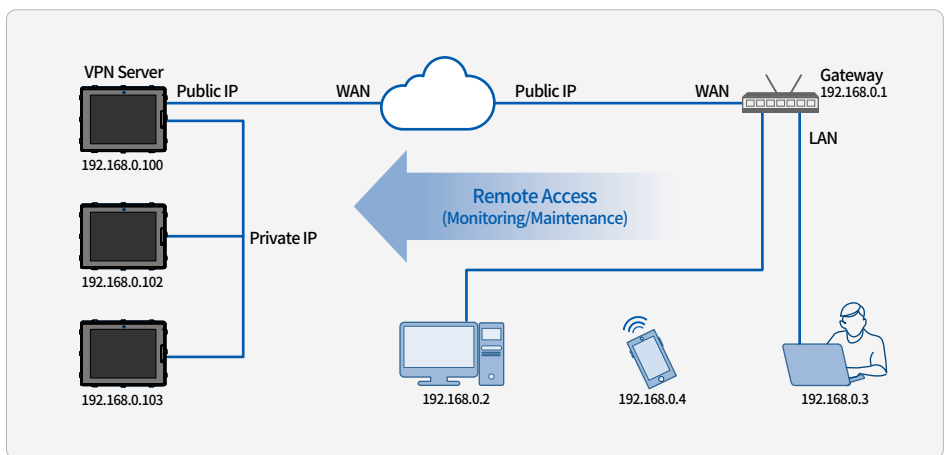 VPN Server
Public IP
WAN
Public IP
WAN
Gateway
192.168.0.1
LAN
192.168.0.100
Remote Access
(Monitoring/Maintenance)
Private IP
192.168.0.102
192.168.0.103
192.168.0.2
192.168.0.4
192.168.0.3